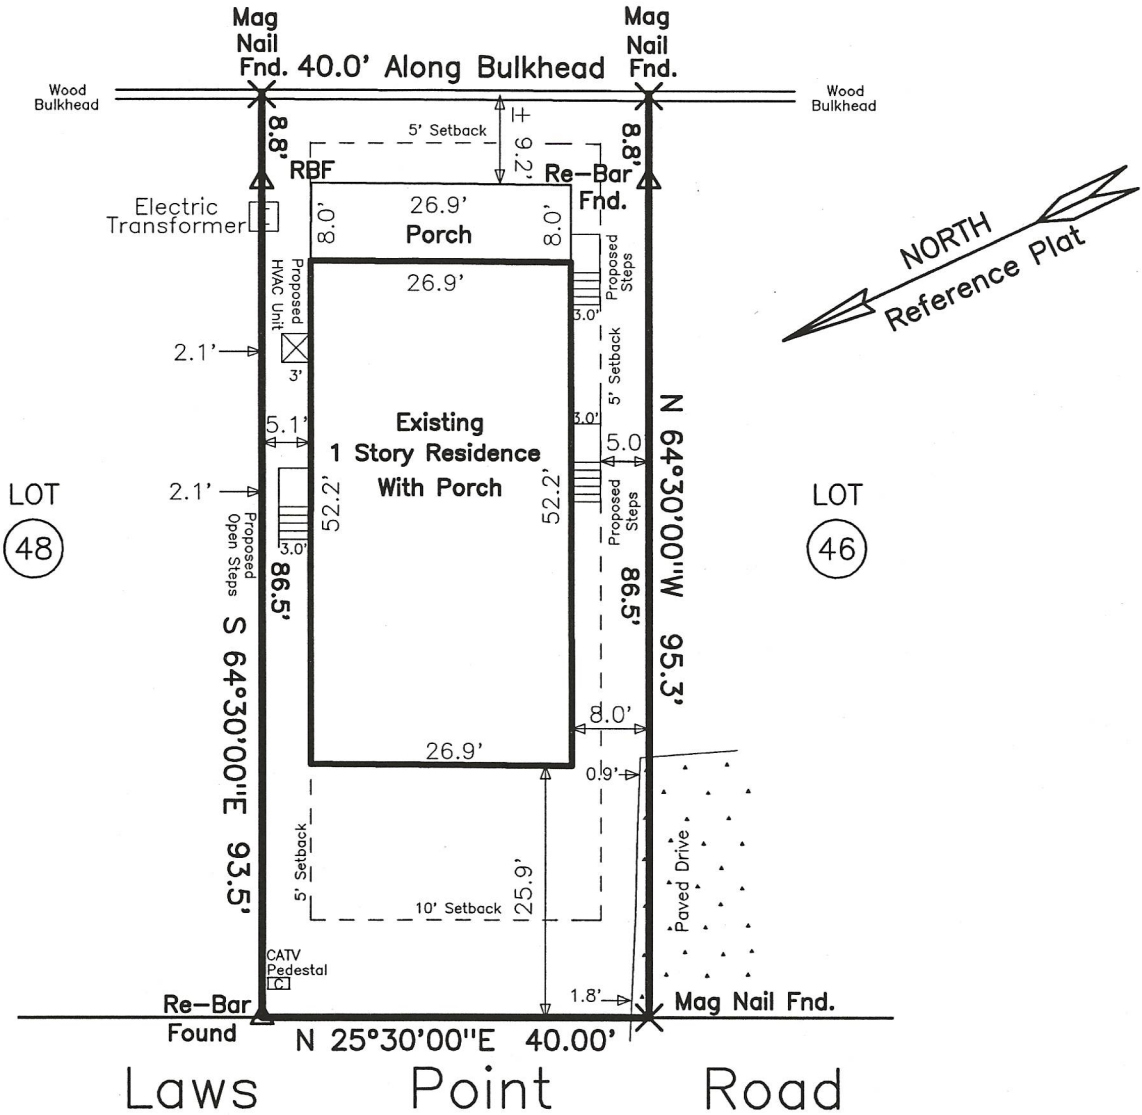 Mag
Nail
Fnd.
40.0' Along Bulkhead
Mag
Nail
Fnd.
Wood
Bulkhead
Wood
Bulkhead
8.8'
5' Setback
± 9.2'
8.8'
RBF
Re-Bar
Fnd.
Electric
Transformer
8.0'
26.9'
Porch
8.0'
NORTH
Reference Plat
Proposed
HVAC Unit
26.9'
Proposed
Steps
3.0'
2.1'
3'
5' Setback
N 64°30'00"W 95.3'
5.1'
Existing
1 Story Residence
With Porch
3.0'
5.0
LOT
48
2.1'
52.2'
52.2'
Proposed
Steps
LOT
46
Proposed
Open Steps
3.0'
86.5'
86.5'
S 64°30'00"E 93.5'
8.0'
26.9'
0.9'
5' Setback
25.9'
Paved Drive
10' Setback
CATV
Pedestal
C
1.8'
Re-Bar
Found
Mag Nail Fnd.
N 25°30'00"E 40.00'
Laws Point Road